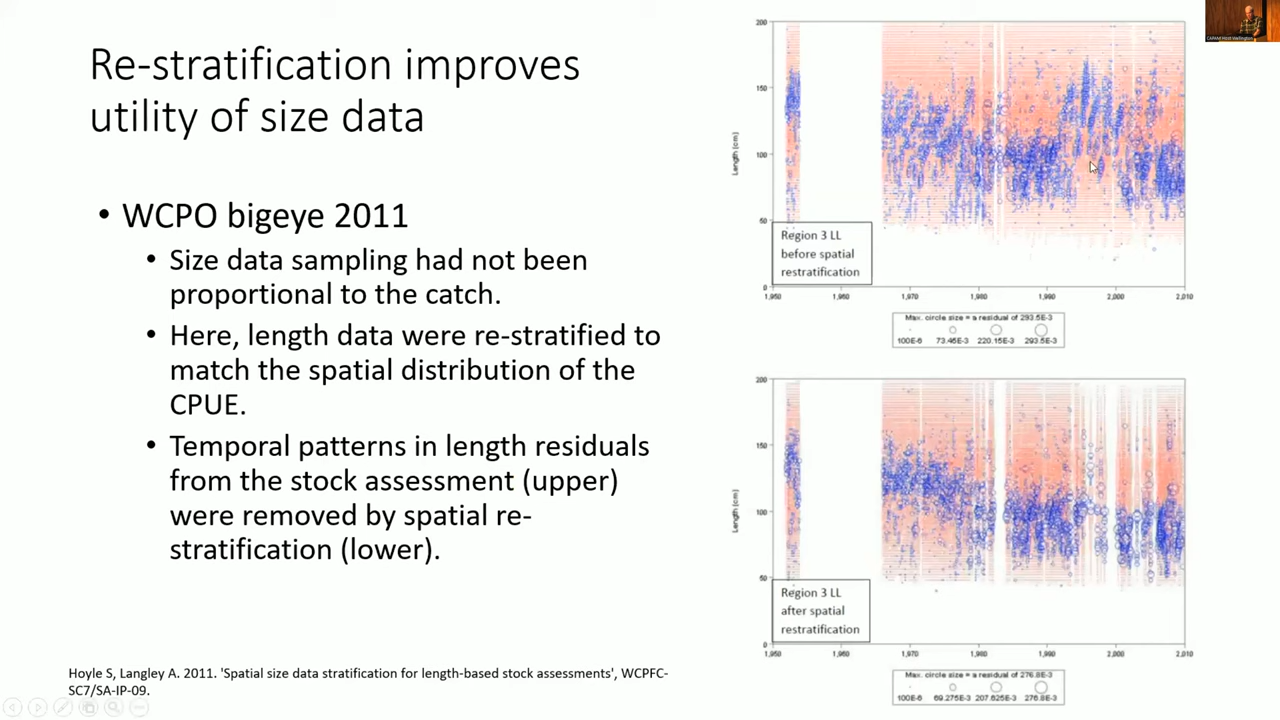 Re-stratification improves
utility of size data
• WCPO bigeye 2011
• Size data sampling had not been
proportional to the catch.
• Here, length data were re-stratified to
match the spatial distribution of the
CPUE.
• Temporal patterns in length residuals
from the stock assessment (upper)
were removed by spatial re-
stratification (lower).
Hoyle S, Langley A. 2011. 'Spatial size data stratification for length-based stock assessments', WCPFC-
SC7/SA-IP-09.
200
150
100
50
0
Length (cm)
Region 3 LL
before spatial
restratification
1,950 1,960 1,970 1,980 1,990 2,000 2,010
Max. circle size = a residual of 293.5E-3
100E-6 73.46E-3 220.15E-3 293.5E-3
200
150
100
50
0
Length (cm)
Region 3 LL
after spatial
restratification
1,950 1,960 1,970 1,980 1,990 2,000 2,010
Max. circle size = a residual of 276.8E-3
100E-6 69.275E-3 207.625E-3 276.8E-3